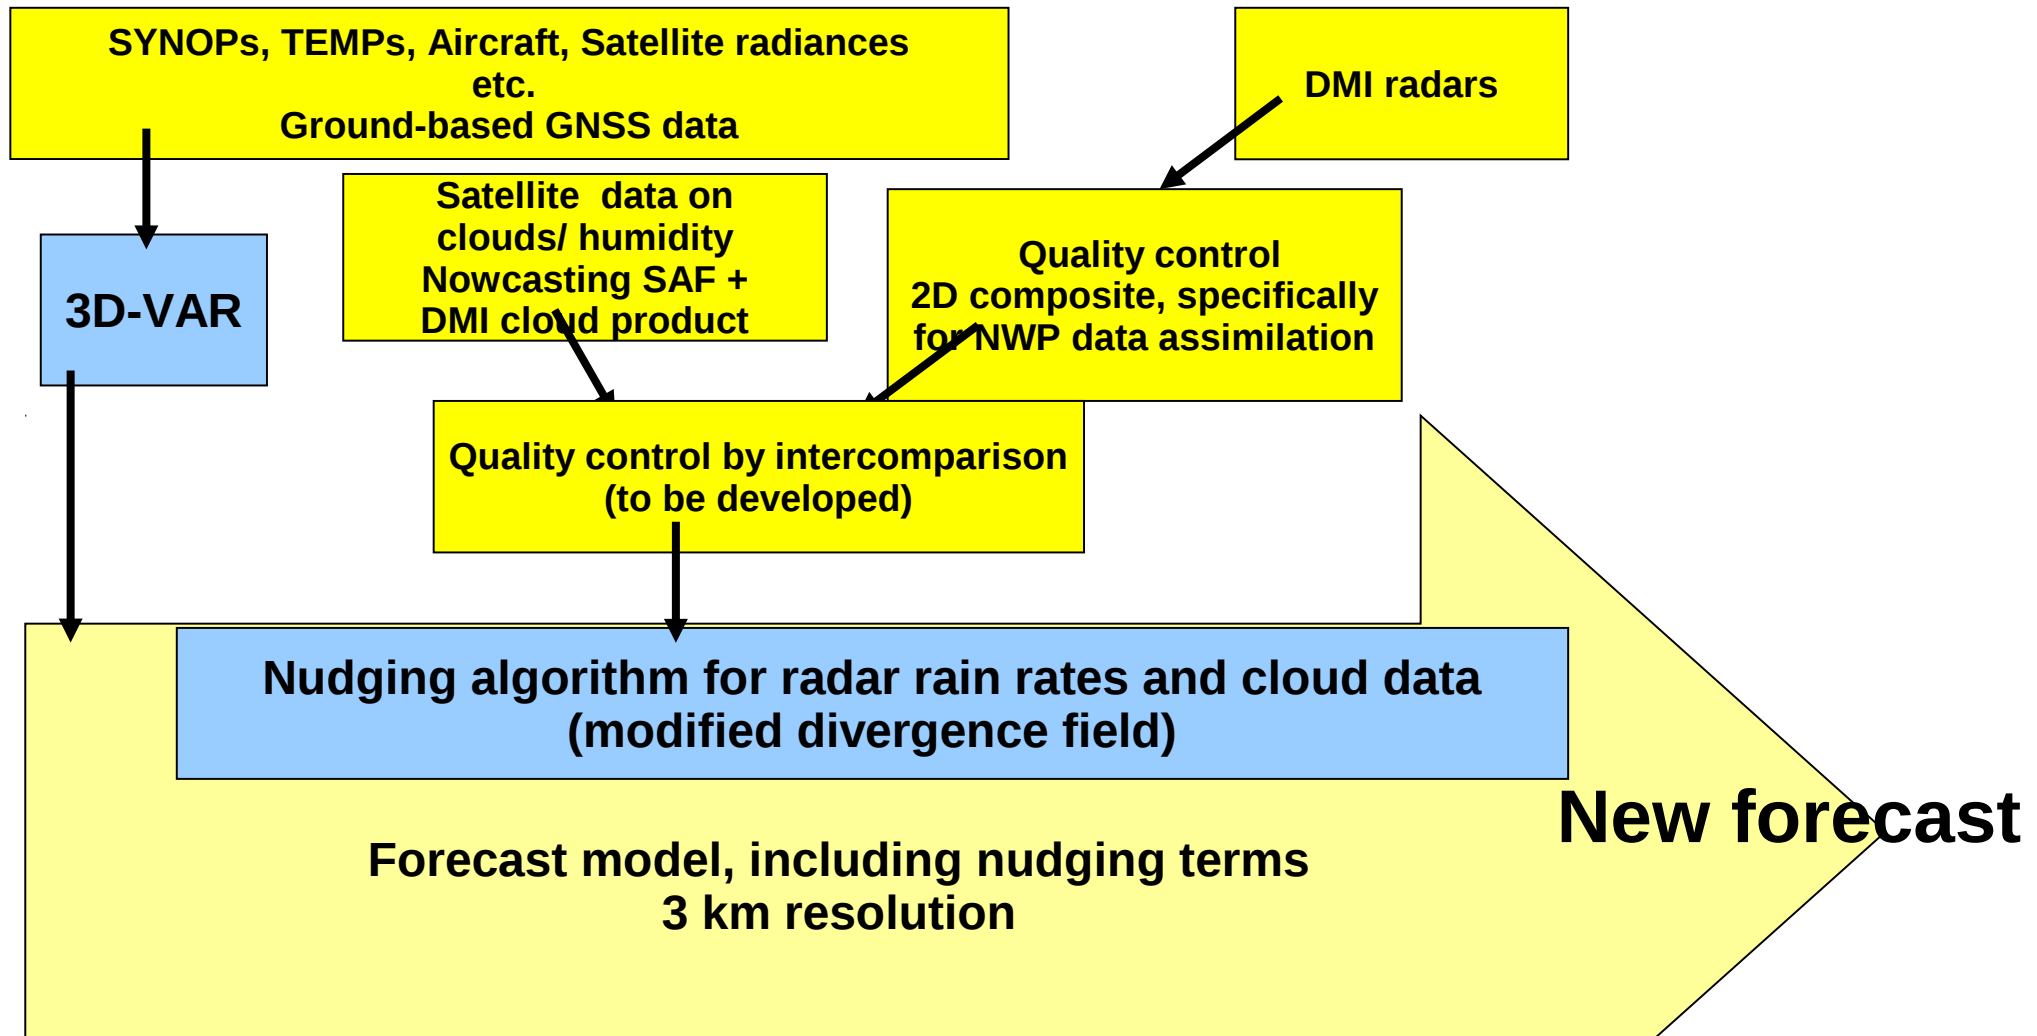 SYNOPs, TEMPs, Aircraft, Satellite radiances
etc.
Ground-based GNSS data
DMI radars
Satellite  data on
clouds/ humidity
Nowcasting SAF +
DMI cloud product
Quality control
2D composite, specifically
for NWP data assimilation
3D-VAR
Quality control by intercomparison
(to be developed)
Nudging algorithm for radar rain rates and cloud data
(modified divergence field)
New forecast
Forecast model, including nudging terms
3 km resolution